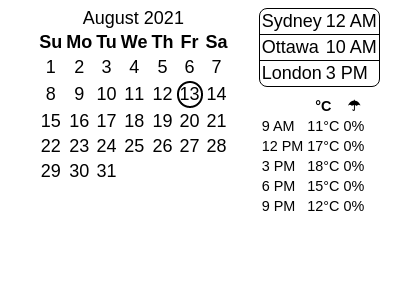 August 2021
Su Mo Tu We Th Fr Sa
1 2 3 4 5 6 7
8 9 10 11 12 13 14
15 16 17 18 19 20 21
22 23 24 25 26 27 28
29 30 31
Sydney 12 AM
Ottawa 10 AM
London 3 PM
°C ☂
9 AM 11°C 0%
12 PM 17°C 0%
3 PM 18°C 0%
6 PM 15°C 0%
9 PM 12°C 0%